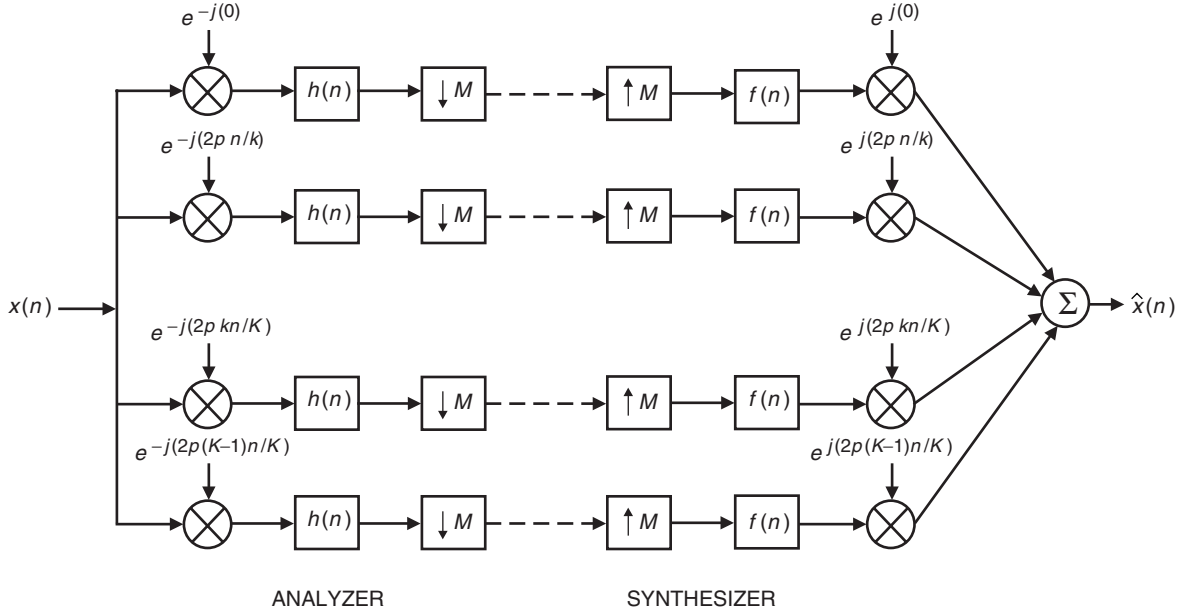 e^{-j(0)} e^{j(0)}
h(n) ↓ M ↑ M f(n)
e^{-j(2p n/k)} e^{j(2p n/k)}
h(n) ↓ M ↑ M f(n)
x(n) Σ x̂(n)
e^{-j(2p kn/K)} e^{j(2p kn/K)}
h(n) ↓ M ↑ M f(n)
e^{-j(2p(K–1)n/K)} e^{j(2p(K–1)n/K)}
h(n) ↓ M ↑ M f(n)
ANALYZER SYNTHESIZER